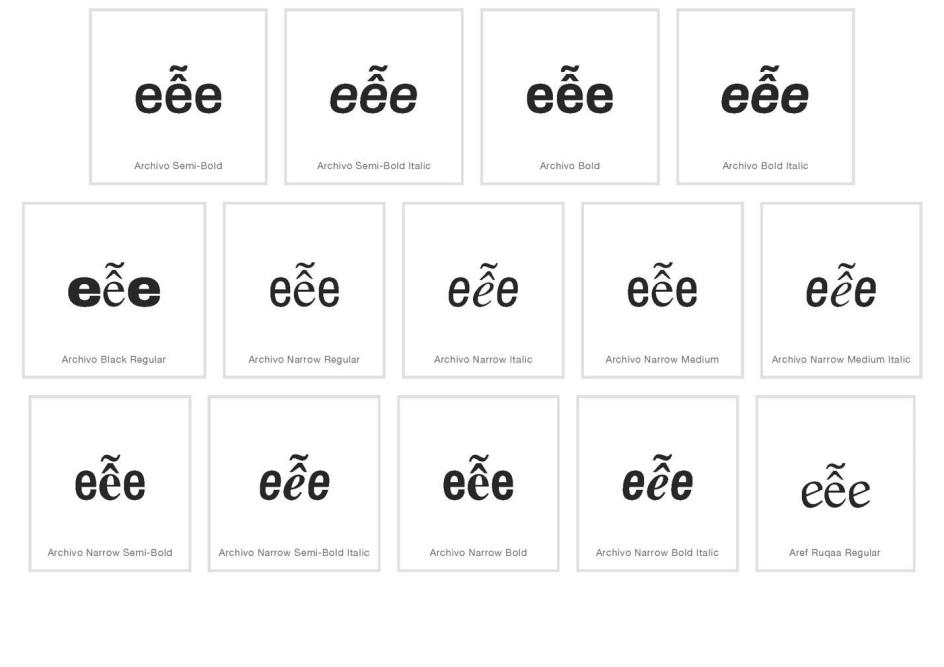 eễe eễe eễe eễe
Archivo Semi-Bold Archivo Semi-Bold Italic Archivo Bold Archivo Bold Italic
eễe eễe eễe eễe eễe
Archivo Black Regular Archivo Narrow Regular Archivo Narrow Italic Archivo Narrow Medium Archivo Narrow Medium Italic
eễe eễe eễe eễe eễe
Archivo Narrow Semi-Bold Archivo Narrow Semi-Bold Italic Archivo Narrow Bold Archivo Narrow Bold Italic Aref Ruqaa Regular